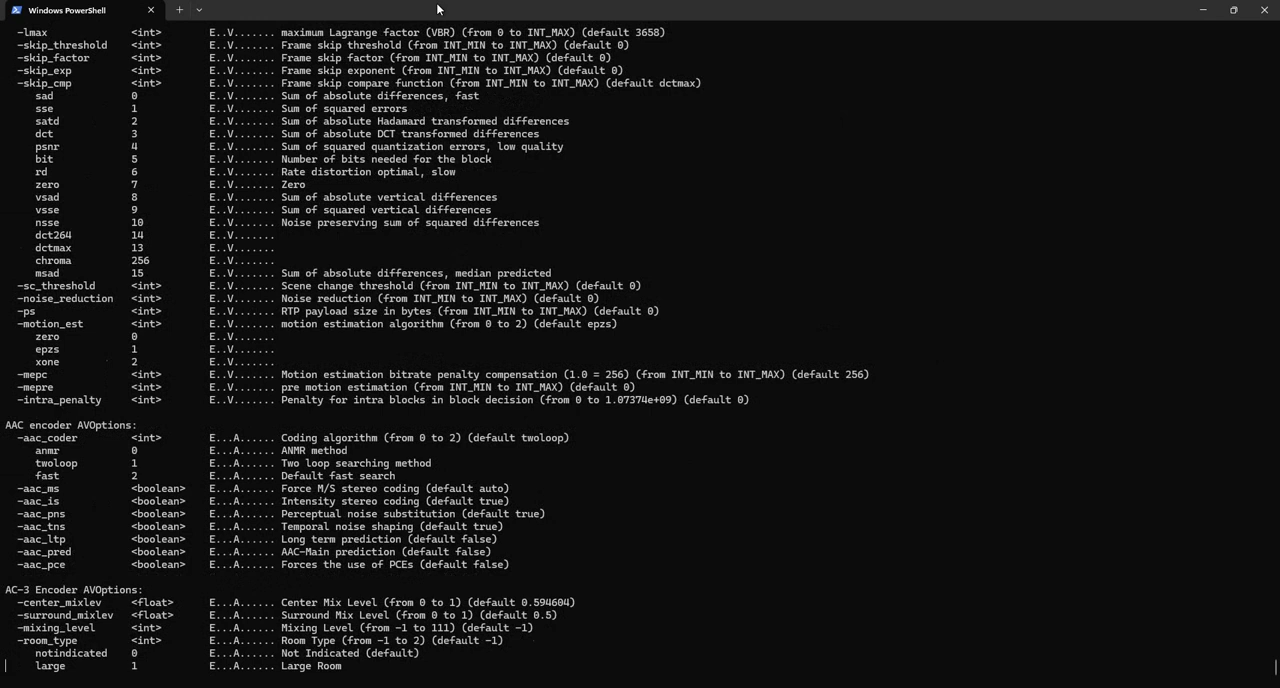 Windows PowerShell
-lmax <int> E..V....... maximum Lagrange factor (VBR) (from 0 to INT_MAX) (default 3658)
-skip_threshold <int> E..V....... Frame skip threshold (from INT_MIN to INT_MAX) (default 0)
-skip_factor <int> E..V....... Frame skip factor (from INT_MIN to INT_MAX) (default 0)
-skip_exp <int> E..V....... Frame skip exponent (from INT_MIN to INT_MAX) (default 0)
-skip_cmp <int> E..V....... Frame skip compare function (from INT_MIN to INT_MAX) (default dctmax)
sad 0 E..V....... Sum of absolute differences, fast
sse 1 E..V....... Sum of squared errors
satd 2 E..V....... Sum of absolute Hadamard transformed differences
dct 3 E..V....... Sum of absolute DCT transformed differences
psnr 4 E..V....... Sum of squared quantization errors, low quality
bit 5 E..V....... Number of bits needed for the block
rd 6 E..V....... Rate distortion optimal, slow
zero 7 E..V....... Zero
vsad 8 E..V....... Sum of absolute vertical differences
vsse 9 E..V....... Sum of squared vertical differences
nsse 10 E..V....... Noise preserving sum of squared differences
dct264 14 E..V.......
dctmax 13 E..V.......
chroma 256 E..V.......
msad 15 E..V....... Sum of absolute differences, median predicted
-sc_threshold <int> E..V....... Scene change threshold (from INT_MIN to INT_MAX) (default 0)
-noise_reduction <int> E..V....... Noise reduction (from INT_MIN to INT_MAX) (default 0)
-ps <int> E..V....... RTP payload size in bytes (from INT_MIN to INT_MAX) (default 0)
-motion_est <int> E..V....... motion estimation algorithm (from 0 to 2) (default epzs)
zero 0 E..V.......
epzs 1 E..V.......
xone 2 E..V.......
-mepc <int> E..V....... Motion estimation bitrate penalty compensation (1.0 = 256) (from INT_MIN to INT_MAX) (default 256)
-mepre <int> E..V....... pre motion estimation (from INT_MIN to INT_MAX) (default 0)
-intra_penalty <int> E..V....... Penalty for intra blocks in block decision (from 0 to 1.07374e+09) (default 0)
AAC encoder AVOptions:
-aac_coder <int> E...A...... Coding algorithm (from 0 to 2) (default twoloop)
anmr 0 E...A...... ANMR method
twoloop 1 E...A...... Two loop searching method
fast 2 E...A...... Default fast search
-aac_ms <boolean> E...A...... Force M/S stereo coding (default auto)
-aac_is <boolean> E...A...... Intensity stereo coding (default true)
-aac_pns <boolean> E...A...... Perceptual noise substitution (default true)
-aac_tns <boolean> E...A...... Temporal noise shaping (default true)
-aac_ltp <boolean> E...A...... Long term prediction (default false)
-aac_pred <boolean> E...A...... AAC-Main prediction (default false)
-aac_pce <boolean> E...A...... Forces the use of PCEs (default false)
AC-3 Encoder AVOptions:
-center_mixlev <float> E...A...... Center Mix Level (from 0 to 1) (default 0.594604)
-surround_mixlev <float> E...A...... Surround Mix Level (from 0 to 1) (default 0.5)
-mixing_level <int> E...A...... Mixing Level (from -1 to 111) (default -1)
-room_type <int> E...A...... Room Type (from -1 to 2) (default -1)
notindicated 0 E...A...... Not Indicated (default)
large 1 E...A...... Large Room